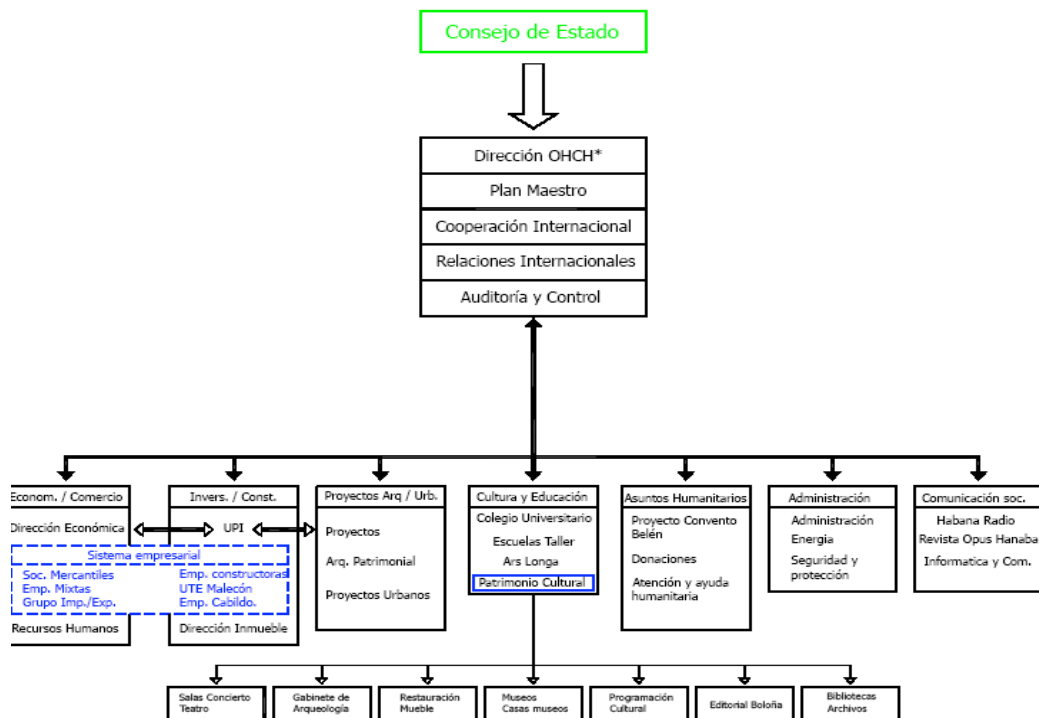 Consejo de Estado
Dirección OHCH*
Plan Maestro
Cooperación Internacional
Relaciones Internacionales
Auditoría y Control
Econom. / Comercio
Dirección Económica
Invers. / Const.
UPI
Sistema empresarial
Soc. Mercantiles
Emp. Mixtas
Grupo Imp./Exp.
Emp. constructoras
UTE Malecón
Emp. Cabildo.
Recursos Humanos
Dirección Inmueble
Proyectos Arq / Urb.
Proyectos
Arq. Patrimonial
Proyectos Urbanos
Cultura y Educación
Colegio Universitario
Escuelas Taller
Ars Longa
Patrimonio Cultural
Asuntos Humanitarios
Proyecto Convento
Belén
Donaciones
Atención y ayuda
humanitaria
Administración
Administración
Energia
Seguridad y
protección
Comunicación soc.
Habana Radio
Revista Opus Hanaba
Informatica y Com.
Salas Concierto
Teatro
Gabinete de
Arqueología
Restauración
Mueble
Museos
Casas museos
Programación
Cultural
Editorial Boloña
Bibliotecas
Archivos